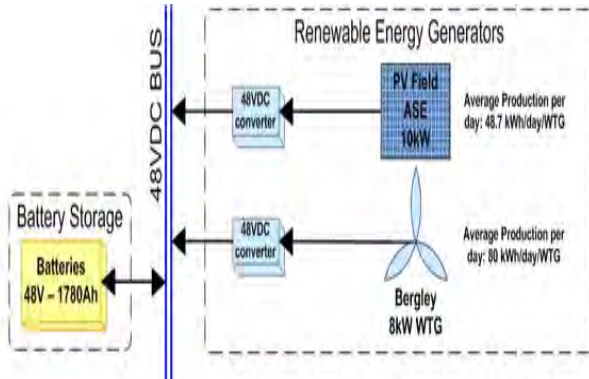 Renewable Energy Generators
48VDC BUS
48VDC
converter
PV Field
ASE
10kW
Average Production per
day: 48.7 kWh/day/WTG
Battery Storage
Batteries
48V – 1780Ah
48VDC
converter
Average Production per
day: 80 kWh/day/WTG
Bergley
8kW WTG